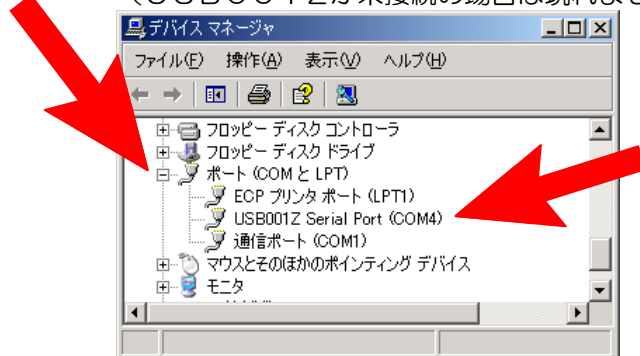 デバイス マネージャ
ファイル(F) 操作(A) 表示(V) ヘルプ(H)
フロッピー ディスク コントローラ
フロッピー ディスク ドライブ
ポート (COM と LPT)
ECP プリンタ ポート (LPT1)
USB001Z Serial Port (COM4)
通信ポート (COM1)
マウスとそのほかのポインティング デバイス
モニタ